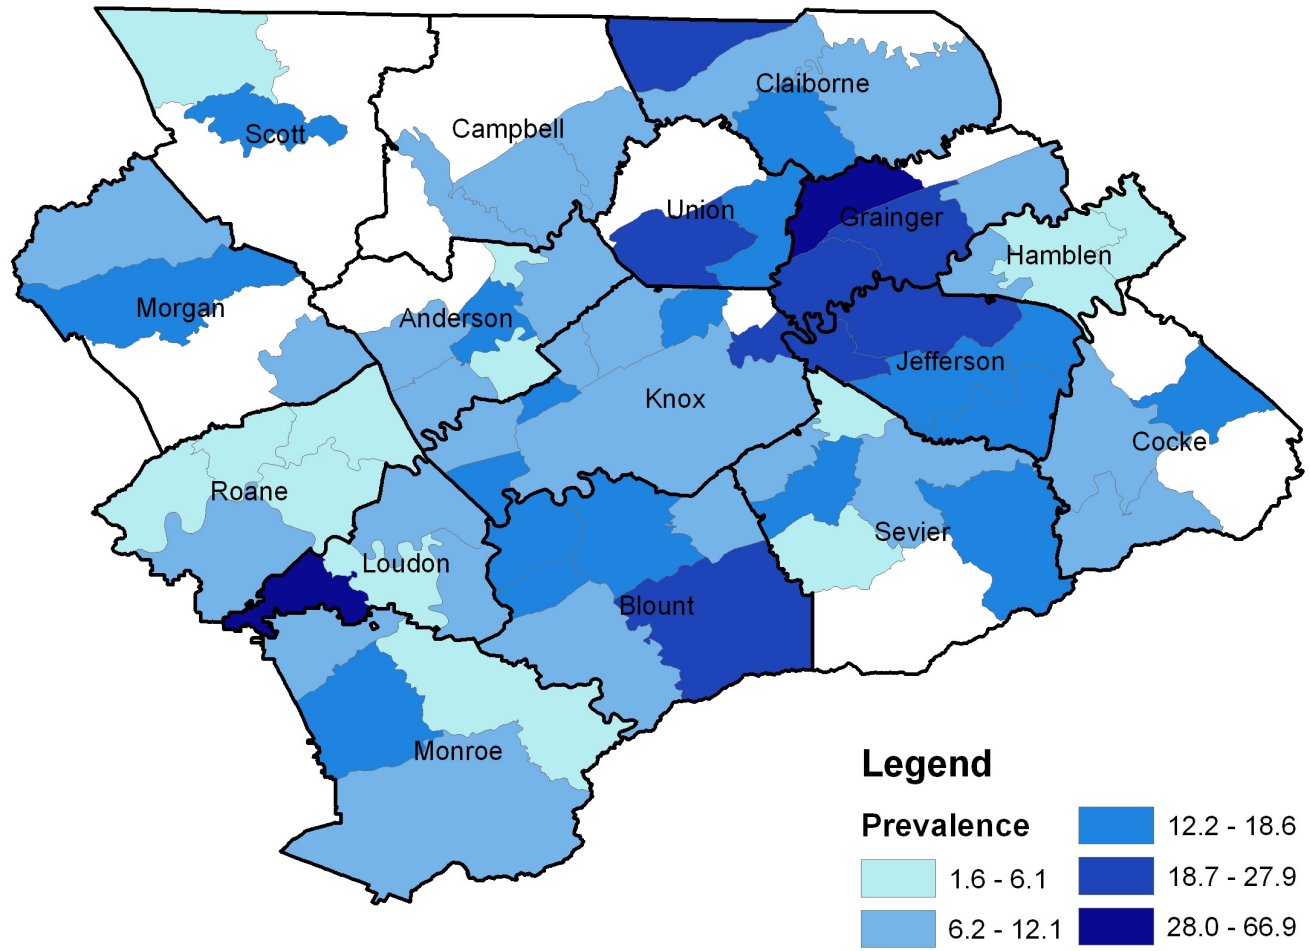 Claiborne
Scott
Campbell
Union
Grainger
Hamblen
Morgan
Anderson
Jefferson
Knox
Cocke
Roane
Sevier
Loudon
Blount
Monroe
Legend
Prevalence
1.6 - 6.1
6.2 - 12.1
12.2 - 18.6
18.7 - 27.9
28.0 - 66.9